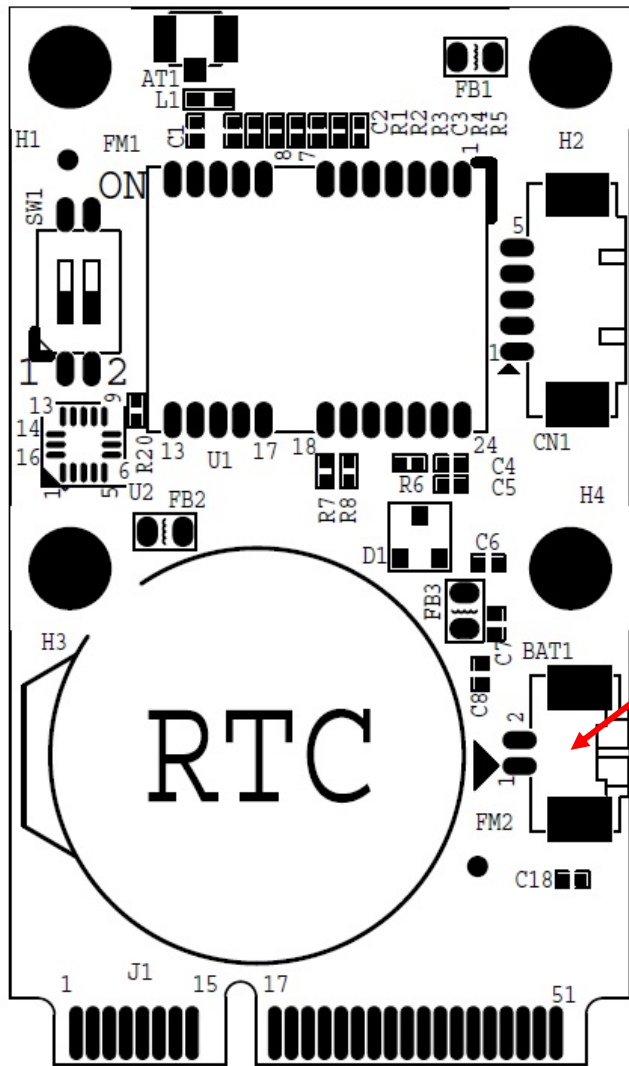 AT1
FB1
L1
C1
8
7
C2
R1
R2
R3
C3
R4
R5
1
H1
FM1
H2
SW1
ON
5
1
1 2
13
9
14
16
6
1
5
R20
U2
13
U1
17
18
24
CN1
R7
R8
R6
C4
C5
H4
FB2
D1
C6
FB3
C7
H3
BAT1
C8
2
1
RTC
FM2
C18
J1
1
15
17
51